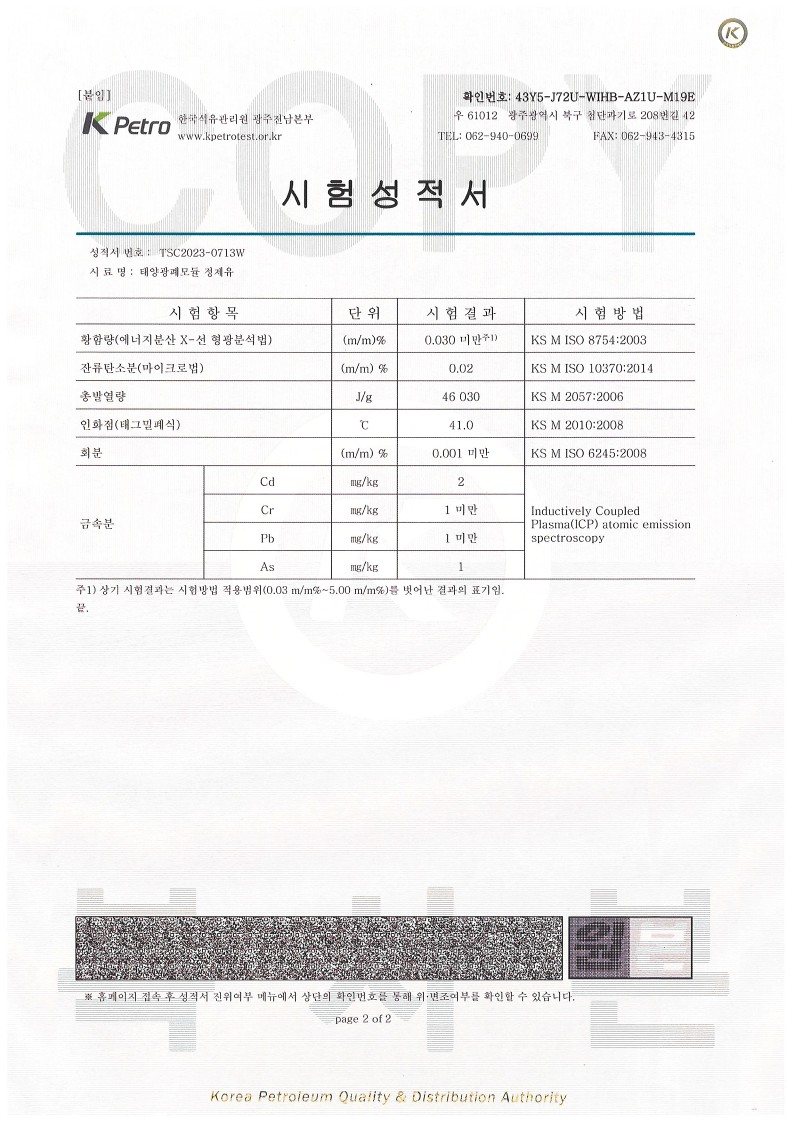 [붙임]
확인번호: 43Y5-J72U-WIHB-AZ1U-M19E
K Petro 한국석유관리원 광주전남본부
www.kpetrotest.or.kr
우 61012 광주광역시 북구 첨단과기로 208번길 42
TEL: 062-940-0699 FAX: 062-943-4315
COPY
시험성적서
성적서 번호 : TSC2023-0713W
시 료 명 : 태양광폐모듈 정제유
시 험 항 목 단 위 시 험 결 과 시 험 방 법
황함량(에너지분산 X-선 형광분석법) (m/m)% 0.030 미만주1) KS M ISO 8754:2003
잔류탄소분(마이크로법) (m/m) % 0.02 KS M ISO 10370:2014
총발열량 J/g 46 030 KS M 2057:2006
인화점(태그밀폐식) ℃ 41.0 KS M 2010:2008
회분 (m/m) % 0.001 미만 KS M ISO 6245:2008
금속분 Cd mg/kg 2 Inductively Coupled Plasma(ICP) atomic emission spectroscopy
Cr mg/kg 1 미만
Pb mg/kg 1 미만
As mg/kg 1
주1) 상기 시험결과는 시험방법 적용범위(0.03 m/m%~5.00 m/m%)를 벗어난 결과의 표기임.
끝.
복사본
원본
※ 홈페이지 접속 후 성적서 진위여부 메뉴에서 상단의 확인번호를 통해 위·변조여부를 확인할 수 있습니다.
page 2 of 2
Korea Petroleum Quality & Distribution Authority